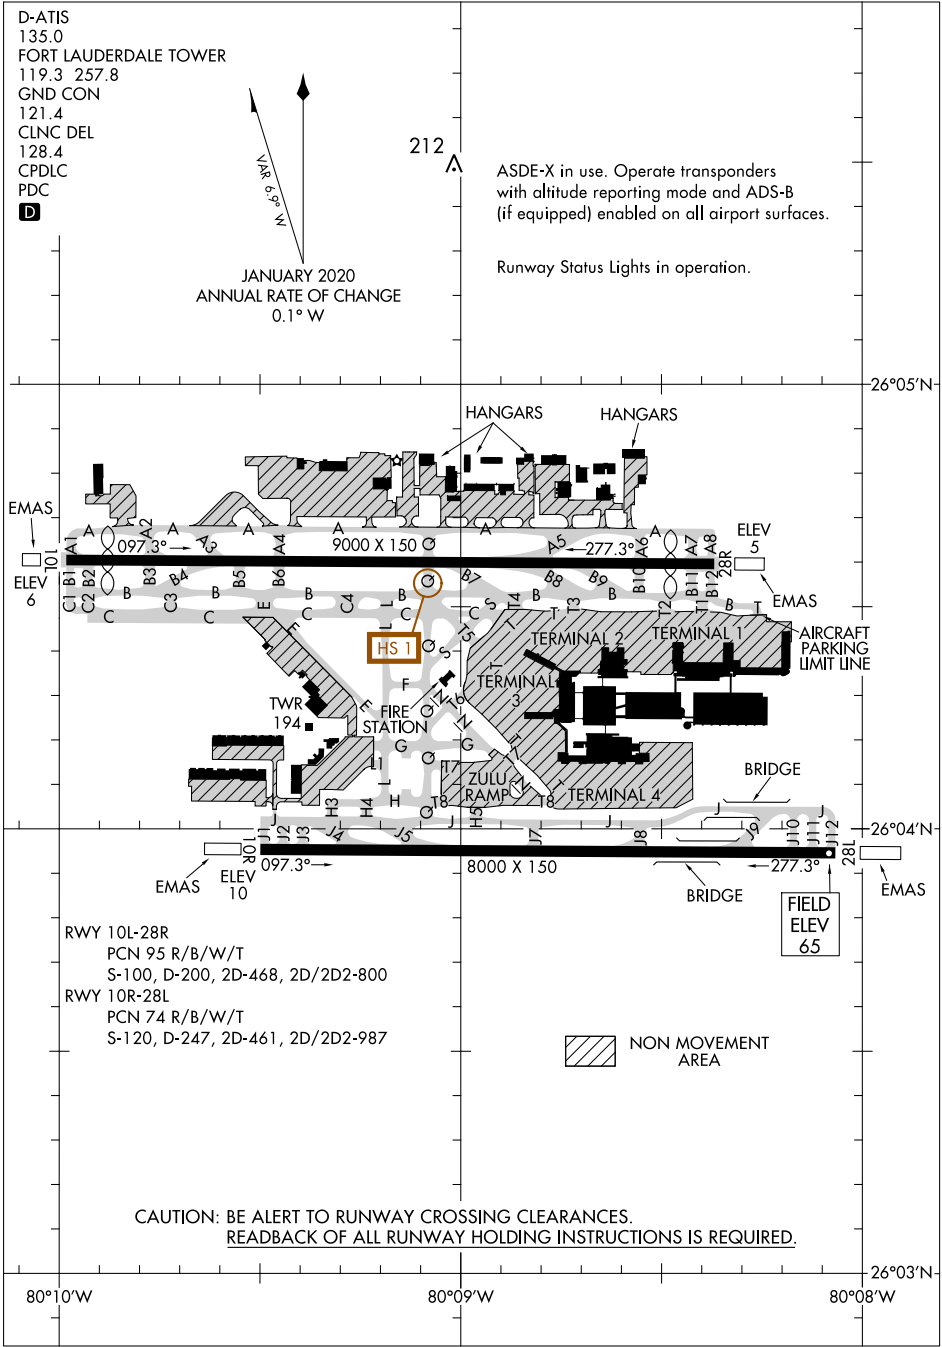 D-ATIS
135.0
FORT LAUDERDALE TOWER
119.3 257.8
GND CON
121.4
CLNC DEL
128.4
CPDLC
PDC
D
VAR 6.9° W
JANUARY 2020
ANNUAL RATE OF CHANGE
0.1° W
212
ASDE-X in use. Operate transponders
with altitude reporting mode and ADS-B
(if equipped) enabled on all airport surfaces.
Runway Status Lights in operation.
26°05'N
HANGARS
HANGARS
EMAS
ELEV
5
A A2 A A A A A5 A A7 A8
A1 A3 A4 Q A6
097.3° 9000 X 150 277.3°
10L 28R
ELEV
6
EMAS
B1 B2 B3 B4 B5 B6 Q B7 B8 B9 B10 B11 B12
B B B B B
C1 C2 C3 E C4 L C S T4 T3 T2 T1 T
C C C T T
HS 1
E L Q T5 S T
TERMINAL 2
TERMINAL 1
AIRCRAFT
PARKING
LIMIT LINE
TERMINAL
3
F
TWR
194
FIRE
STATION
F Q N T6 N
G Q G T7
L1 T7
ZULU
RAMP
N T
TERMINAL 4
BRIDGE
L H3 H4 H T8 Q H5 T8
J J J J J
J1 J2 J3 J4 J5 J7 J8 J9 J10 J11 J12
26°04'N
10R 28L
EMAS
ELEV
10
097.3° 8000 X 150 277.3°
BRIDGE
EMAS
FIELD
ELEV
65
RWY 10L-28R
PCN 95 R/B/W/T
S-100, D-200, 2D-468, 2D/2D2-800
RWY 10R-28L
PCN 74 R/B/W/T
S-120, D-247, 2D-461, 2D/2D2-987
NON MOVEMENT
AREA
CAUTION: BE ALERT TO RUNWAY CROSSING CLEARANCES.
READBACK OF ALL RUNWAY HOLDING INSTRUCTIONS IS REQUIRED.
26°03'N
80°10'W
80°09'W
80°08'W